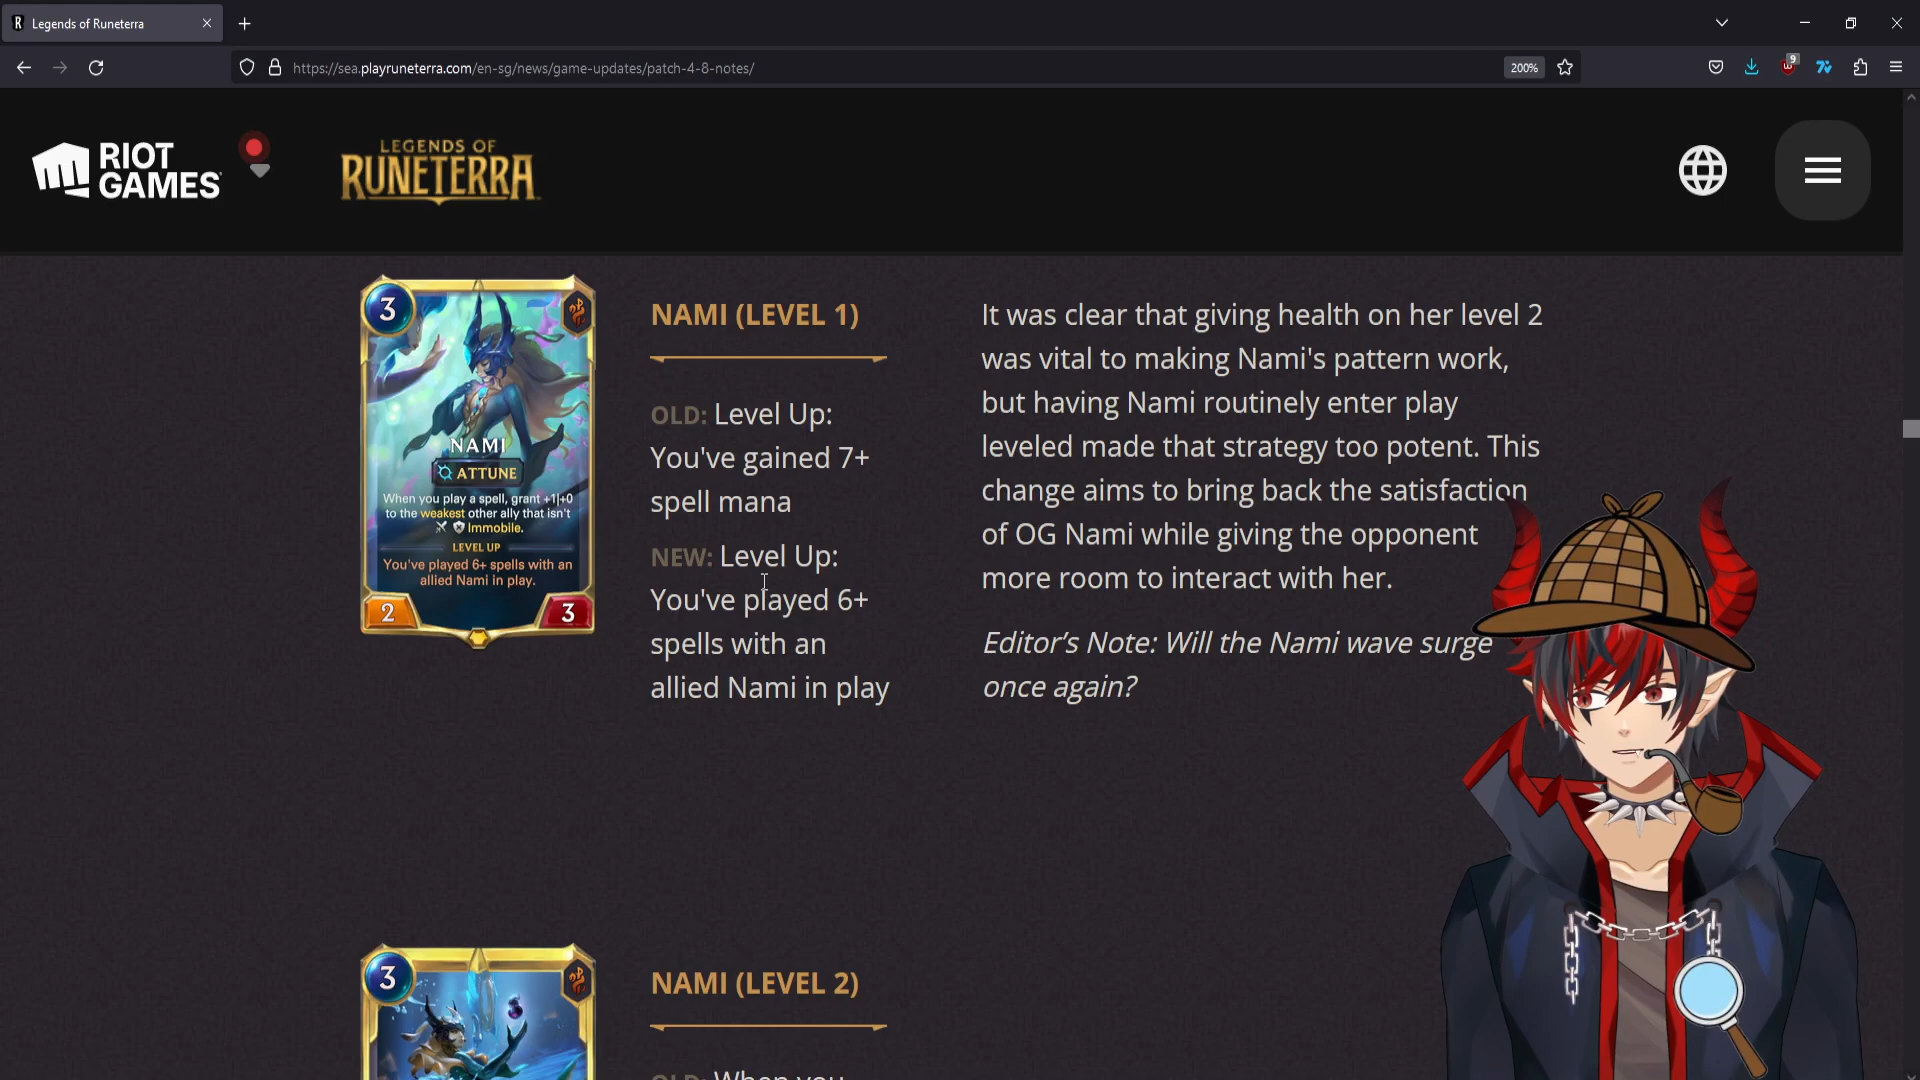 Legends of Runeterra
https://sea.playruneterra.com/en-sg/news/game-updates/patch-4-8-notes/
200%
9
RIOT
GAMES
LEGENDS OF
RUNETERRA
3
NAMI
ATTUNE
When you play a spell, grant +1|+0
to the weakest other ally that isn't
Immobile.
LEVEL UP
You've played 6+ spells with an
allied Nami in play.
2
3
NAMI (LEVEL 1)
OLD: Level Up:
You've gained 7+
spell mana
NEW: Level Up:
You've played 6+
spells with an
allied Nami in play
It was clear that giving health on her level 2
was vital to making Nami's pattern work,
but having Nami routinely enter play
leveled made that strategy too potent. This
change aims to bring back the satisfaction
of OG Nami while giving the opponent
more room to interact with her.
Editor's Note: Will the Nami wave surge
once again?
3
NAMI (LEVEL 2)
OLD: When you